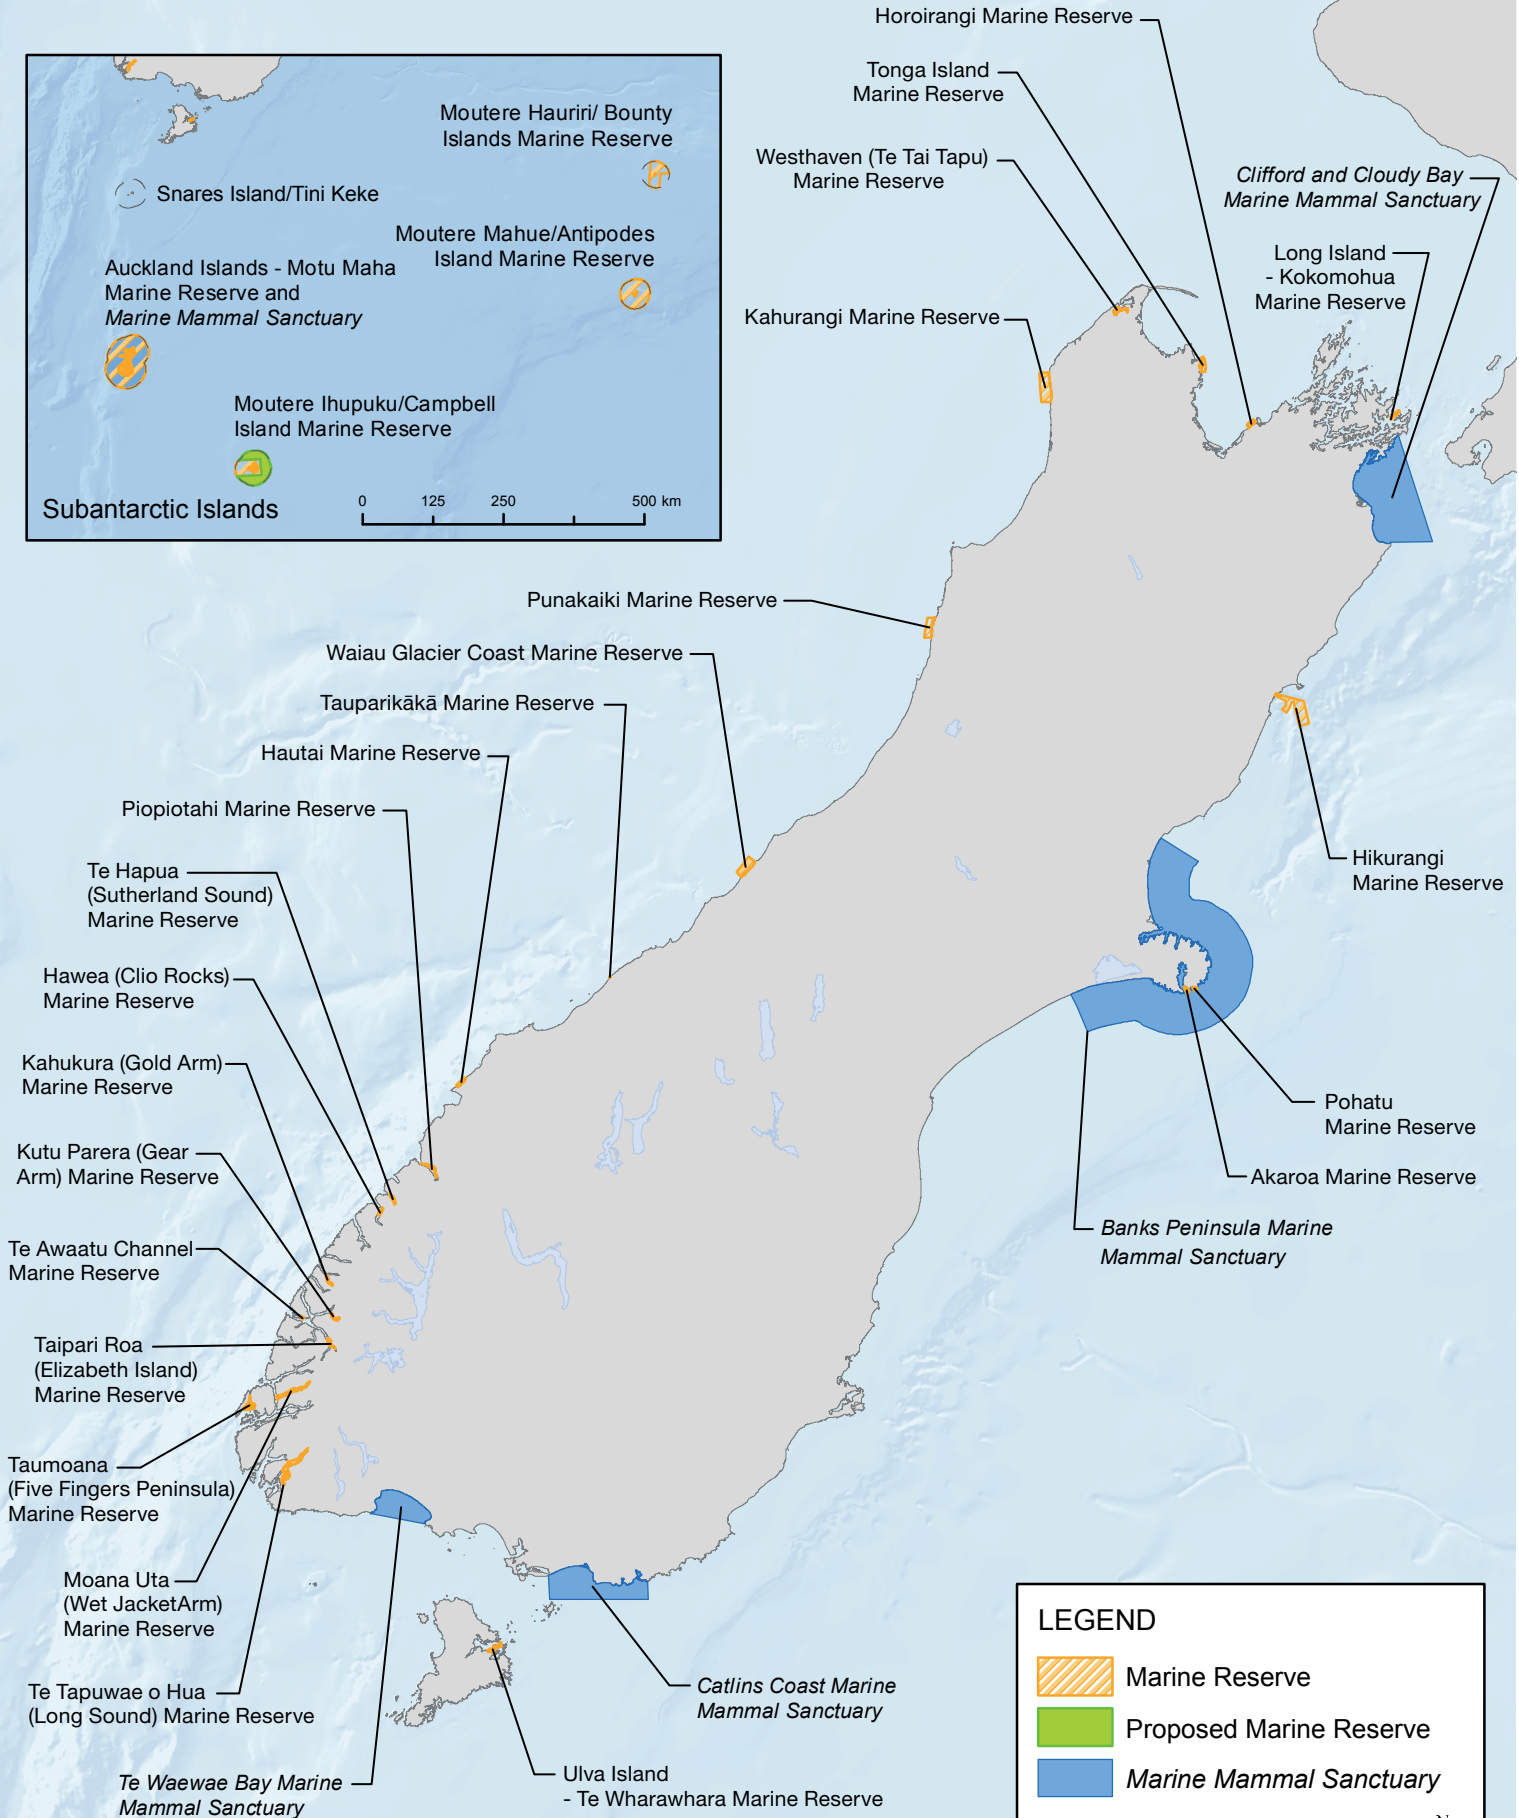 Horoirangi Marine Reserve
Tonga Island
Marine Reserve
Westhaven (Te Tai Tapu)
Marine Reserve
Clifford and Cloudy Bay
Marine Mammal Sanctuary
Long Island
- Kokomohua
Marine Reserve
Kahurangi Marine Reserve
Moutere Hauriri/ Bounty
Islands Marine Reserve
Snares Island/Tini Keke
Moutere Mahue/Antipodes
Island Marine Reserve
Auckland Islands - Motu Maha
Marine Reserve and
Marine Mammal Sanctuary
Moutere Ihupuku/Campbell
Island Marine Reserve
Subantarctic Islands
0 125 250 500 km
Punakaiki Marine Reserve
Waiau Glacier Coast Marine Reserve
Tauparikākā Marine Reserve
Hautai Marine Reserve
Piopiotahi Marine Reserve
Te Hapua
(Sutherland Sound)
Marine Reserve
Hawea (Clio Rocks)
Marine Reserve
Kahukura (Gold Arm)
Marine Reserve
Kutu Parera (Gear
Arm) Marine Reserve
Te Awaatu Channel
Marine Reserve
Taipari Roa
(Elizabeth Island)
Marine Reserve
Taumoana
(Five Fingers Peninsula)
Marine Reserve
Moana Uta
(Wet JacketArm)
Marine Reserve
Te Tapuwae o Hua
(Long Sound) Marine Reserve
Te Waewae Bay Marine
Mammal Sanctuary
Hikurangi
Marine Reserve
Pohatu
Marine Reserve
Akaroa Marine Reserve
Banks Peninsula Marine
Mammal Sanctuary
Catlins Coast Marine
Mammal Sanctuary
Ulva Island
- Te Wharawhara Marine Reserve
LEGEND
Marine Reserve
Proposed Marine Reserve
Marine Mammal Sanctuary
N